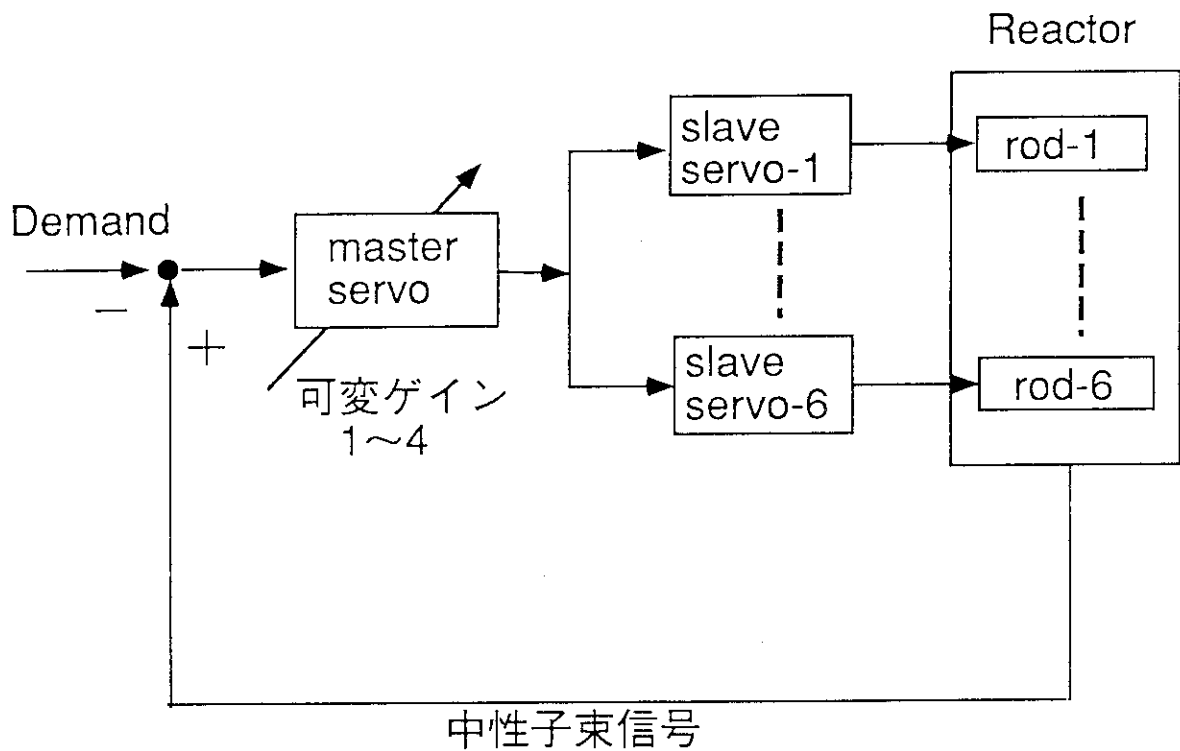 Reactor
slave
servo-1
rod-1
Demand
master
servo
−
+
可変ゲイン
1～4
slave
servo-6
rod-6
中性子束信号